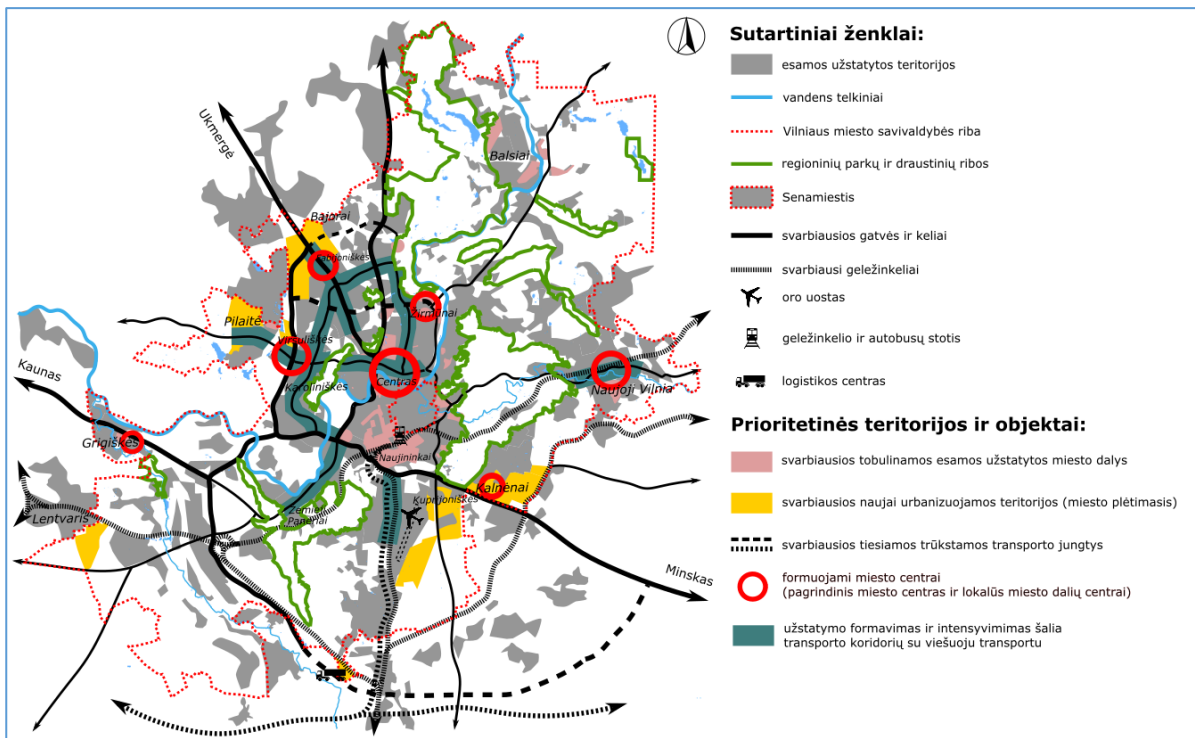 Sutartiniai ženklai:
esamos užstatytos teritorijos
vandens telkiniai
Vilniaus miesto savivaldybės riba
regioninių parkų ir draustinių ribos
Senamiestis
svarbiausios gatvės ir keliai
svarbiausi geležinkeliai
oro uostas
geležinkelio ir autobusų stotis
logistikos centras
Prioritetinės teritorijos ir objektai:
svarbiausios tobulinamos esamos užstatytos miesto dalys
svarbiausios naujai urbanizuojamos teritorijos (miesto plėtimasis)
svarbiausios tiesiamos trūkstamos transporto jungtys
formuojami miesto centrai
(pagrindinis miesto centras ir lokalūs miesto dalių centrai)
užstatymo formavimas ir intensyvimimas šalia
transporto koridorių su viešuoju transportu
Ukmergė
Balsiai
Bajorai
Fabijoniškės
Pilaitė
Žirmūnai
Viršuliškės
Kaunas
Karoliniškės
Centras
Naujoji Vilnia
Grigiškės
Naujininkai
Kalnėnai
Kuprijoniškės
Lentvaris
Žemieji
Paneriai
Minskas